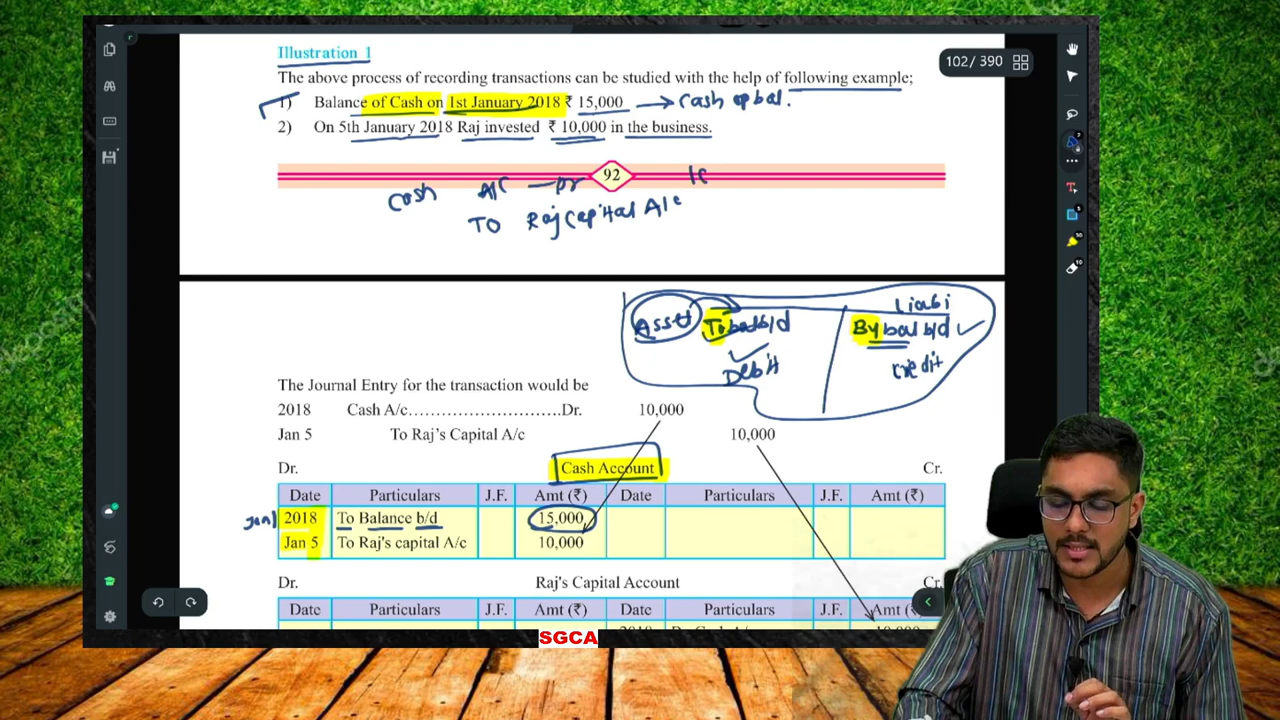 Illustration 1
102 / 390
The above process of recording transactions can be studied with the help of following example;
1) Balance of Cash on 1st January 2018 ₹ 15,000 → Cash op bal.
2) On 5th January 2018 Raj invested ₹ 10,000 in the business.
92
Cash A/c Dr
To Raj Capital A/c
Asset To bal b/d Liabi
By bal b/d
Debit Credit
The Journal Entry for the transaction would be
2018 Cash A/c..............................Dr. 10,000
Jan 5 To Raj’s Capital A/c 10,000
Dr. Cash Account Cr.
Date Particulars J.F. Amt (₹) Date Particulars J.F. Amt (₹)
Jan 1 2018 To Balance b/d 15,000
Jan 5 To Raj's capital A/c 10,000
Dr. Raj's Capital Account Cr.
Date Particulars J.F. Amt (₹) Date Particulars J.F. Amt (₹)
SGCA